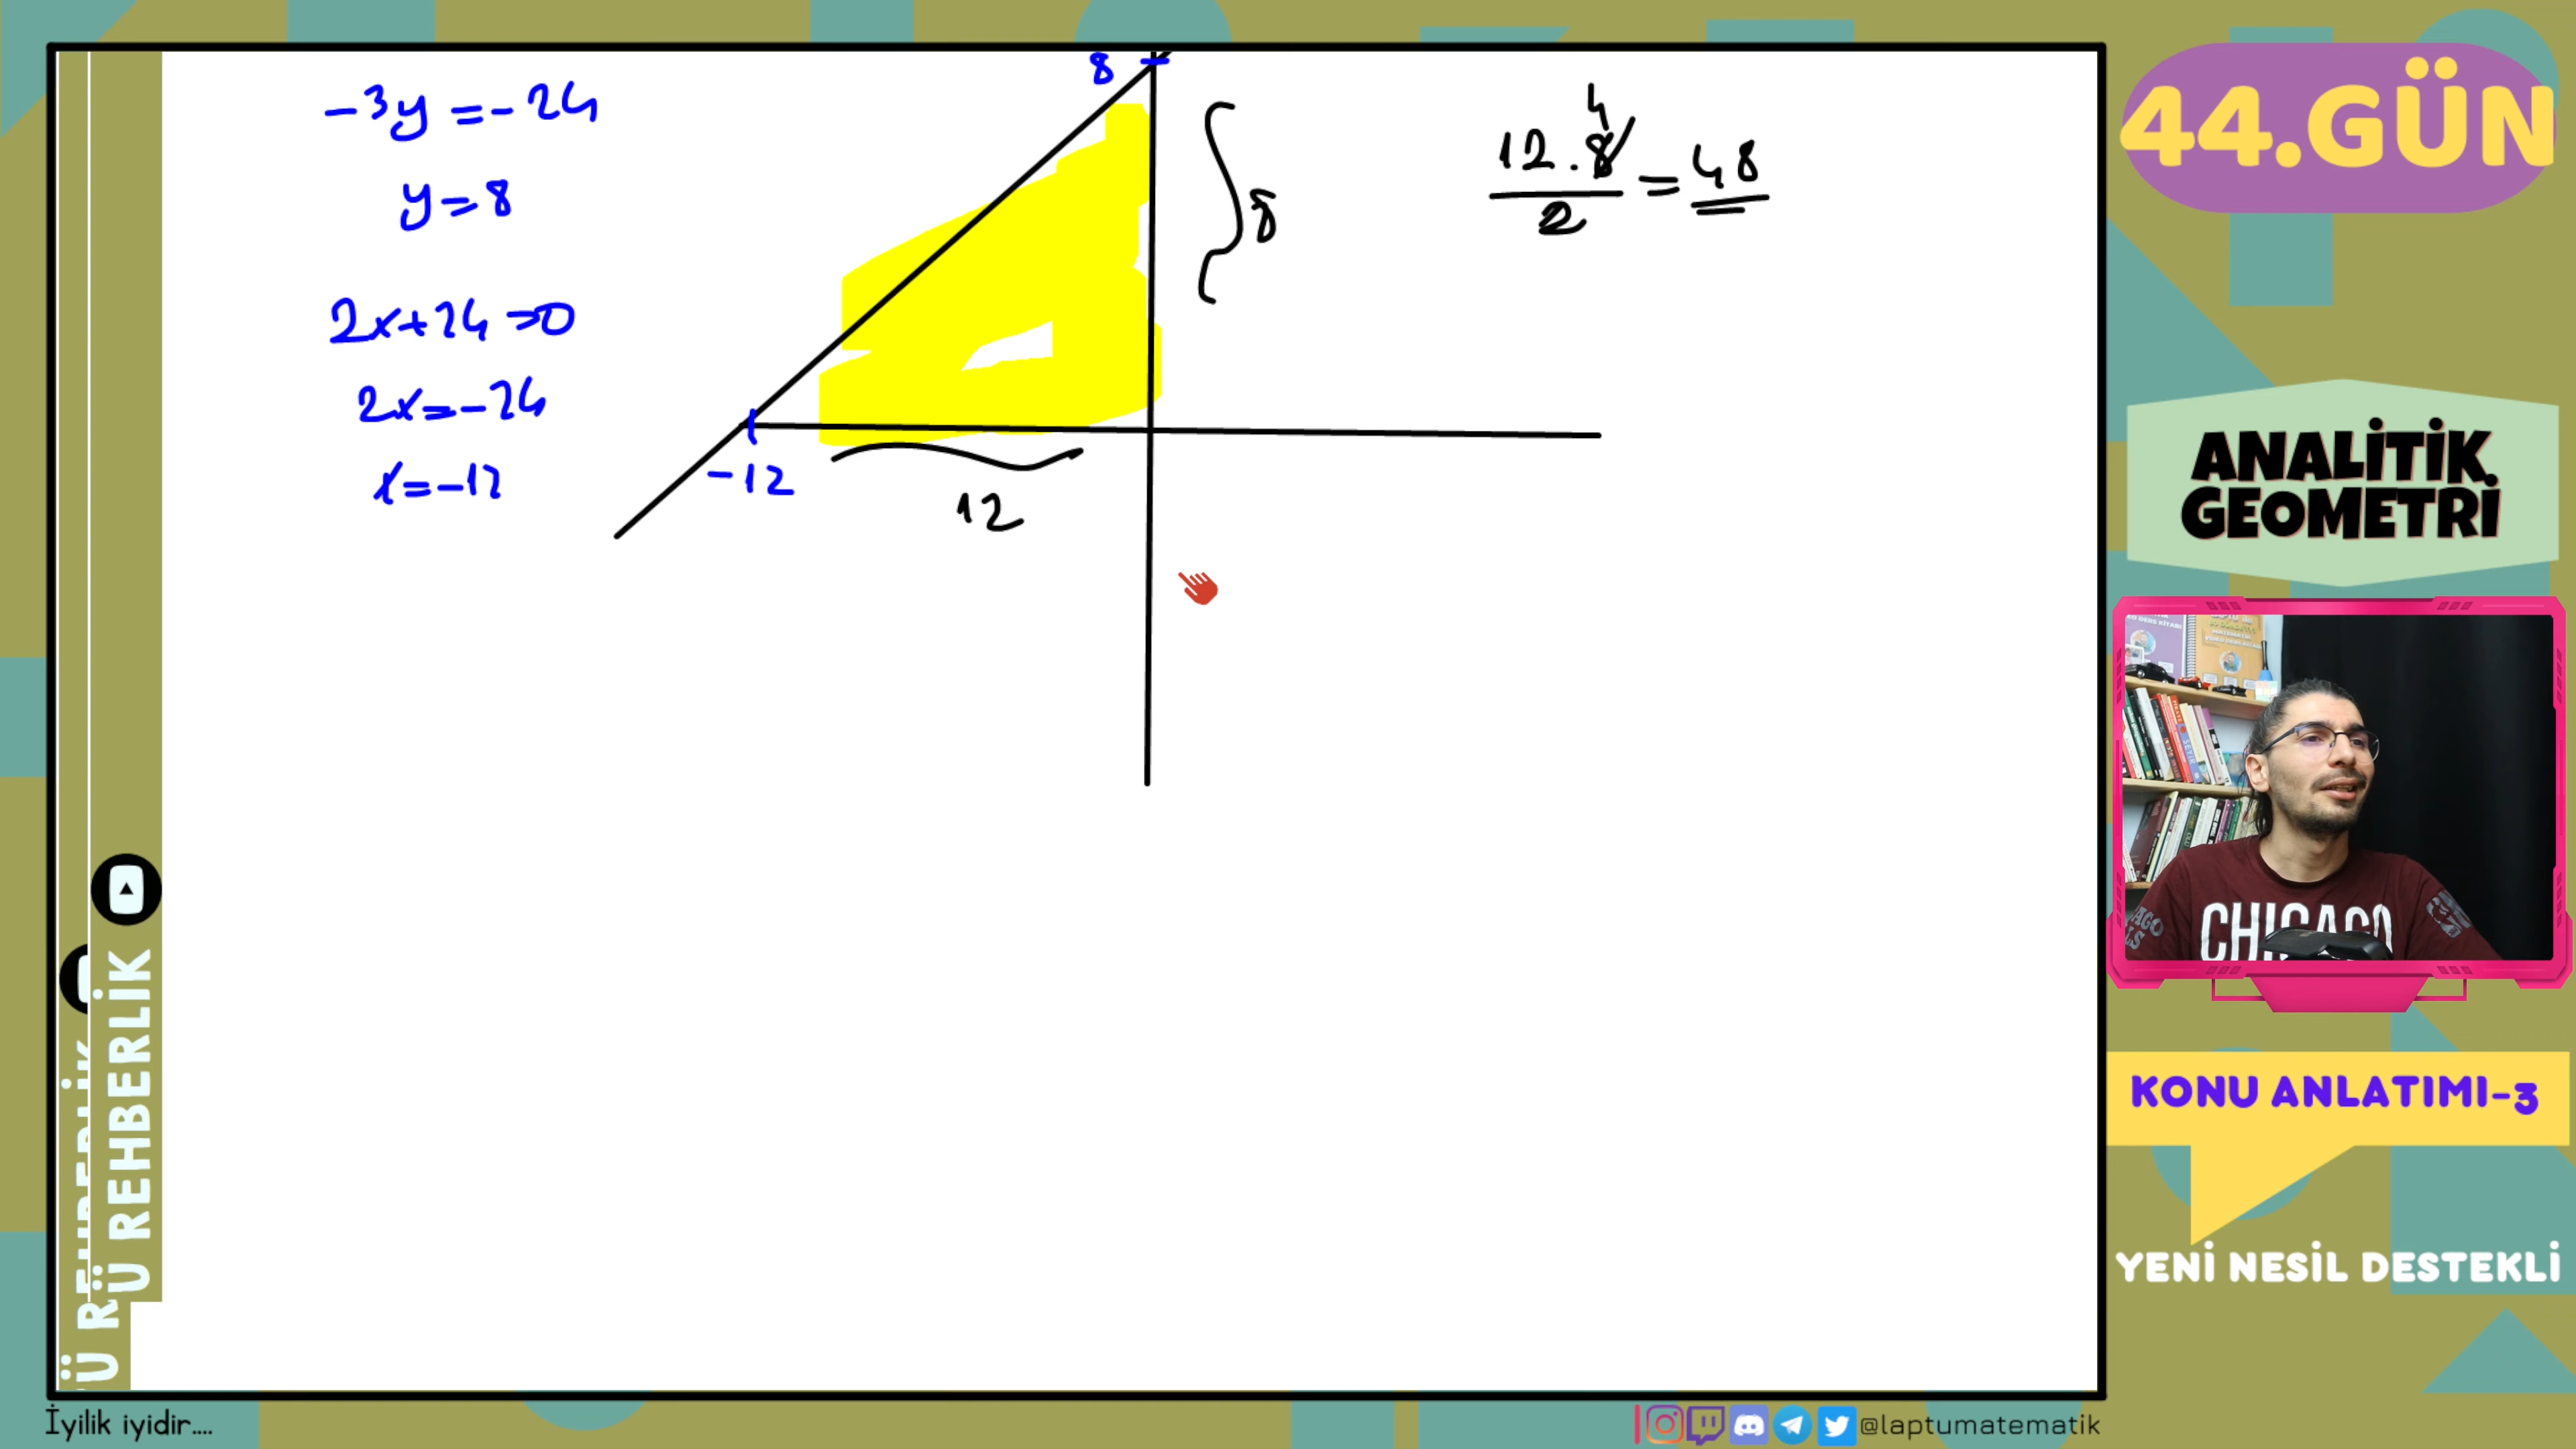 -3y=-24
y=8
2x+24=0
2x=-24
x=-12
8
-12
12
8
4
12.8
2
=48
44.GÜN
ANALİTİK
GEOMETRİ
CHICAGO
KONU ANLATIMI-3
YENİ NESİL DESTEKLİ
Ü REHBERLİK
İyilik iyidir....
@laptumatematik